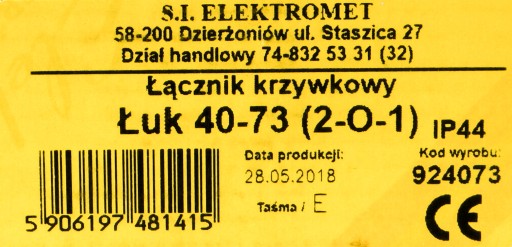 S.I. ELEKTROMET
58-200 Dzierżoniów ul. Staszica 27
Dział handlowy 74-832 53 31 (32)
Łącznik krzywkowy
Łuk 40-73 (2-O-1) IP44
Data produkcji:
28.05.2018
Taśma / E
Kod wyrobu:
924073
CE
5 906197 481415